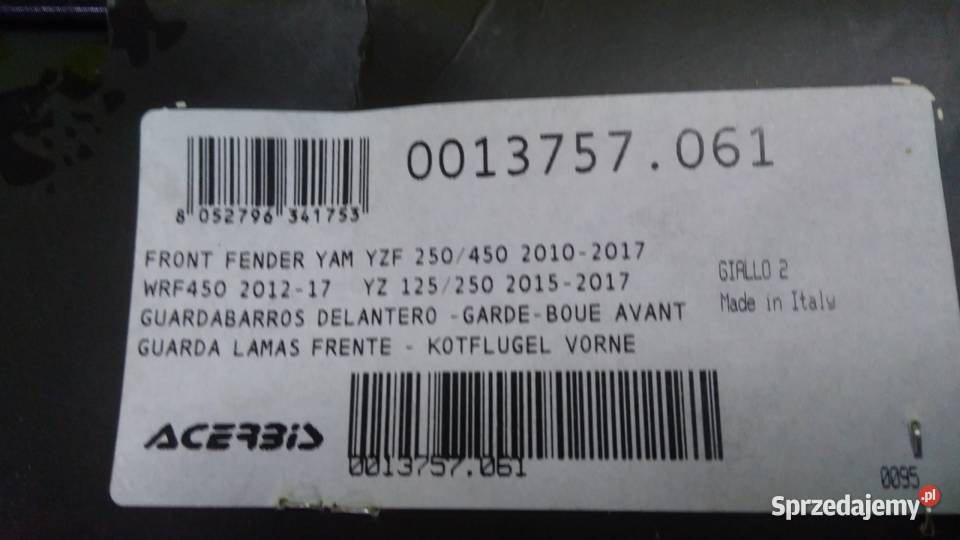 0013757.061
8 052796 341753
FRONT FENDER YAM YZF 250/450 2010-2017
WRF450 2012-17 YZ 125/250 2015-2017
GUARDABARROS DELANTERO -GARDE-BOUE AVANT
GUARDA LAMAS FRENTE - KOTFLUGEL VORNE
GIALLO 2
Made in Italy
ACERBIS
0013757.061
0095
Sprzedajemy.pl